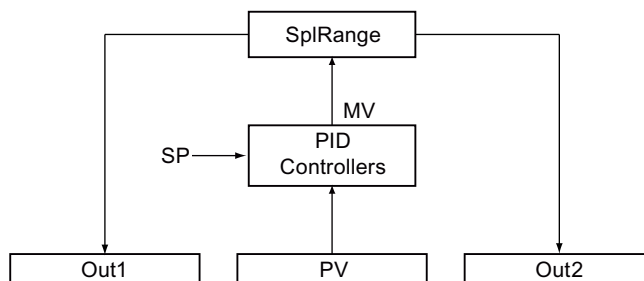 SplRange
MV
SP
PID
Controllers
Out1
PV
Out2